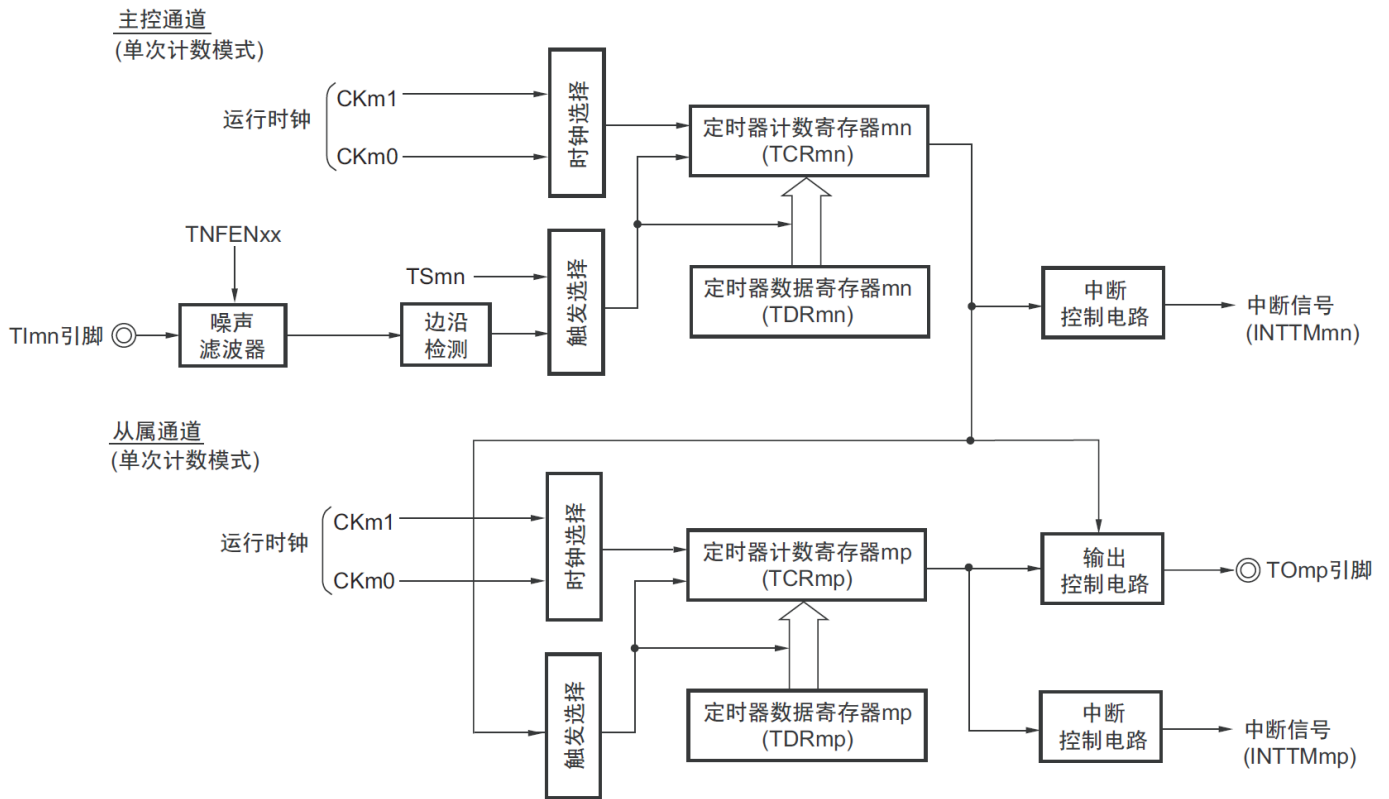 主控通道
(单次计数模式)
运行时钟
CKm1
CKm0
时钟选择
定时器计数寄存器mn
(TCRmn)
TNFENxx
TSmn
触发选择
定时器数据寄存器mn
(TDRmn)
TImn引脚
噪声
滤波器
边沿
检测
中断
控制电路
中断信号
(INTTMmn)
从属通道
(单次计数模式)
运行时钟
CKm1
CKm0
时钟选择
定时器计数寄存器mp
(TCRmp)
输出
控制电路
TOmp引脚
触发选择
定时器数据寄存器mp
(TDRmp)
中断
控制电路
中断信号
(INTTMmp)